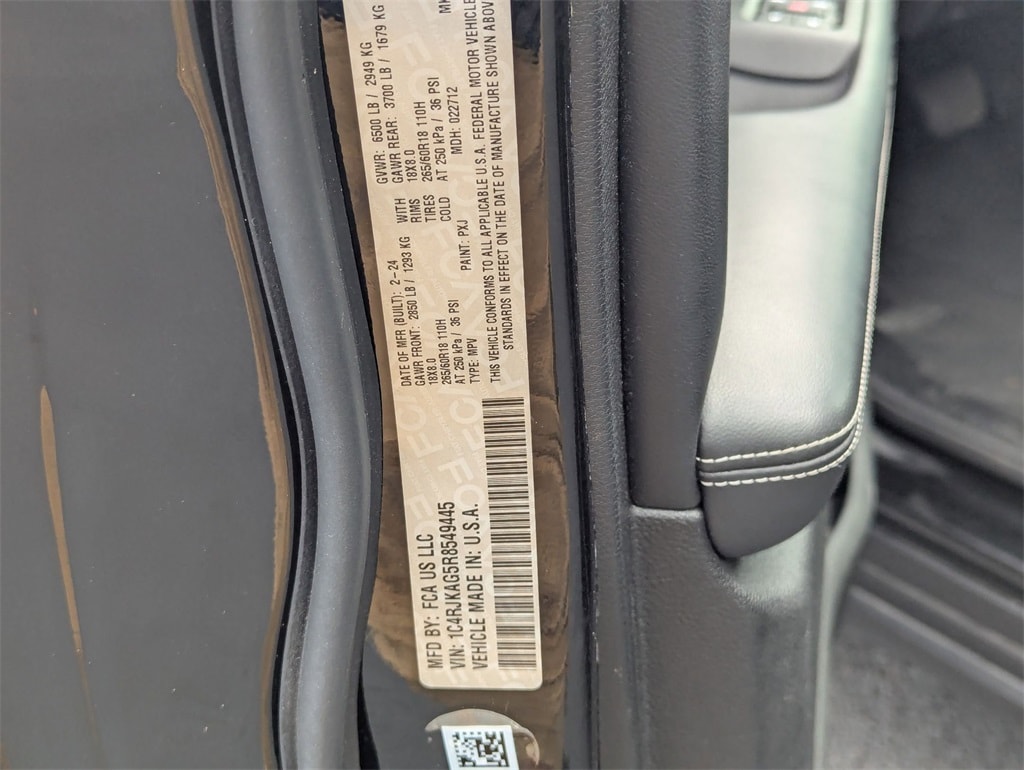 MFD BY: FCA US LLC
VIN: 1C4RJKAG5R8549445
VEHICLE MADE IN: U.S.A.
DATE OF MFR (BUILT): 2-24 GVWR: 6500 LB / 2949 KG
GAWR FRONT: 2850 LB / 1293 KG WITH GAWR REAR: 3700 LB / 1679 KG
18X8.0 RIMS 18X8.0
265/60R18 110H TIRES 265/60R18 110H
AT 250 kPa / 36 PSI COLD AT 250 kPa / 36 PSI
TYPE: MPV PAINT: PXJ MDH: 022712
THIS VEHICLE CONFORMS TO ALL APPLICABLE U.S.A. FEDERAL MOTOR VEHICLE
STANDARDS IN EFFECT ON THE DATE OF MANUFACTURE SHOWN ABOVE
FCA